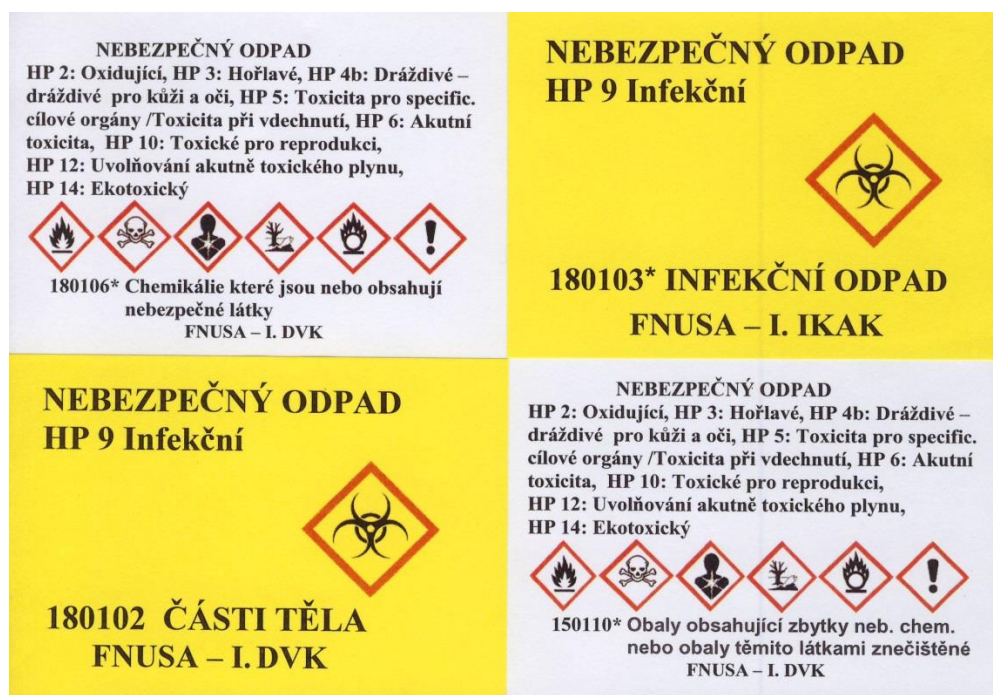 NEBEZPEČNÝ ODPAD
HP 2: Oxidující, HP 3: Hořlavé, HP 4b: Dráždivé –
dráždivé pro kůži a oči, HP 5: Toxicita pro specific.
cílové orgány /Toxicita při vdechnutí, HP 6: Akutní
toxicita, HP 10: Toxické pro reprodukci,
HP 12: Uvolňování akutně toxického plynu,
HP 14: Ekotoxický
180106* Chemikálie které jsou nebo obsahují
nebezpečné látky
FNUSA – I. DVK
NEBEZPEČNÝ ODPAD
HP 9 Infekční
180103* INFEKČNÍ ODPAD
FNUSA – I. IKAK
NEBEZPEČNÝ ODPAD
HP 9 Infekční
180102 ČÁSTI TĚLA
FNUSA – I. DVK
NEBEZPEČNÝ ODPAD
HP 2: Oxidující, HP 3: Hořlavé, HP 4b: Dráždivé –
dráždivé pro kůži a oči, HP 5: Toxicita pro specific.
cílové orgány /Toxicita při vdechnutí, HP 6: Akutní
toxicita, HP 10: Toxické pro reprodukci,
HP 12: Uvolňování akutně toxického plynu,
HP 14: Ekotoxický
150110* Obaly obsahující zbytky neb. chem.
nebo obaly těmito látkami znečištěné
FNUSA – I. DVK